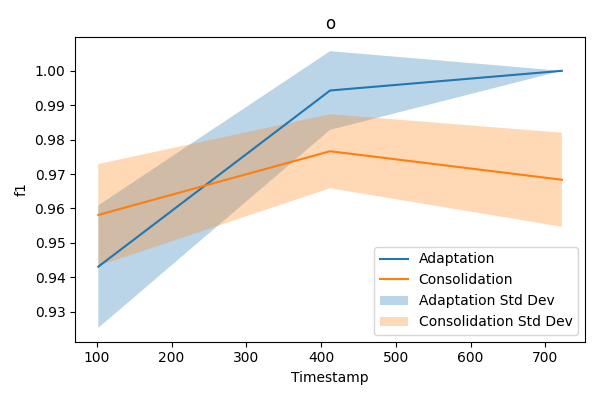 o
f1
1.00
0.99
0.98
0.97
0.96
0.95
0.94
0.93
100
200
300
400
500
600
700
Timestamp
Adaptation
Consolidation
Adaptation Std Dev
Consolidation Std Dev